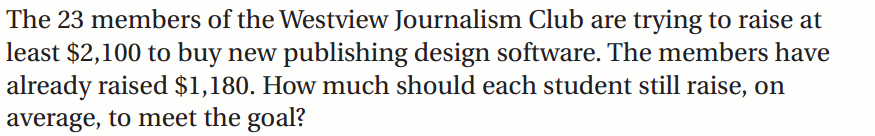 The 23 members of the Westview Journalism Club are trying to raise at
least $2,100 to buy new publishing design software. The members have
already raised $1,180. How much should each student still raise, on
average, to meet the goal?